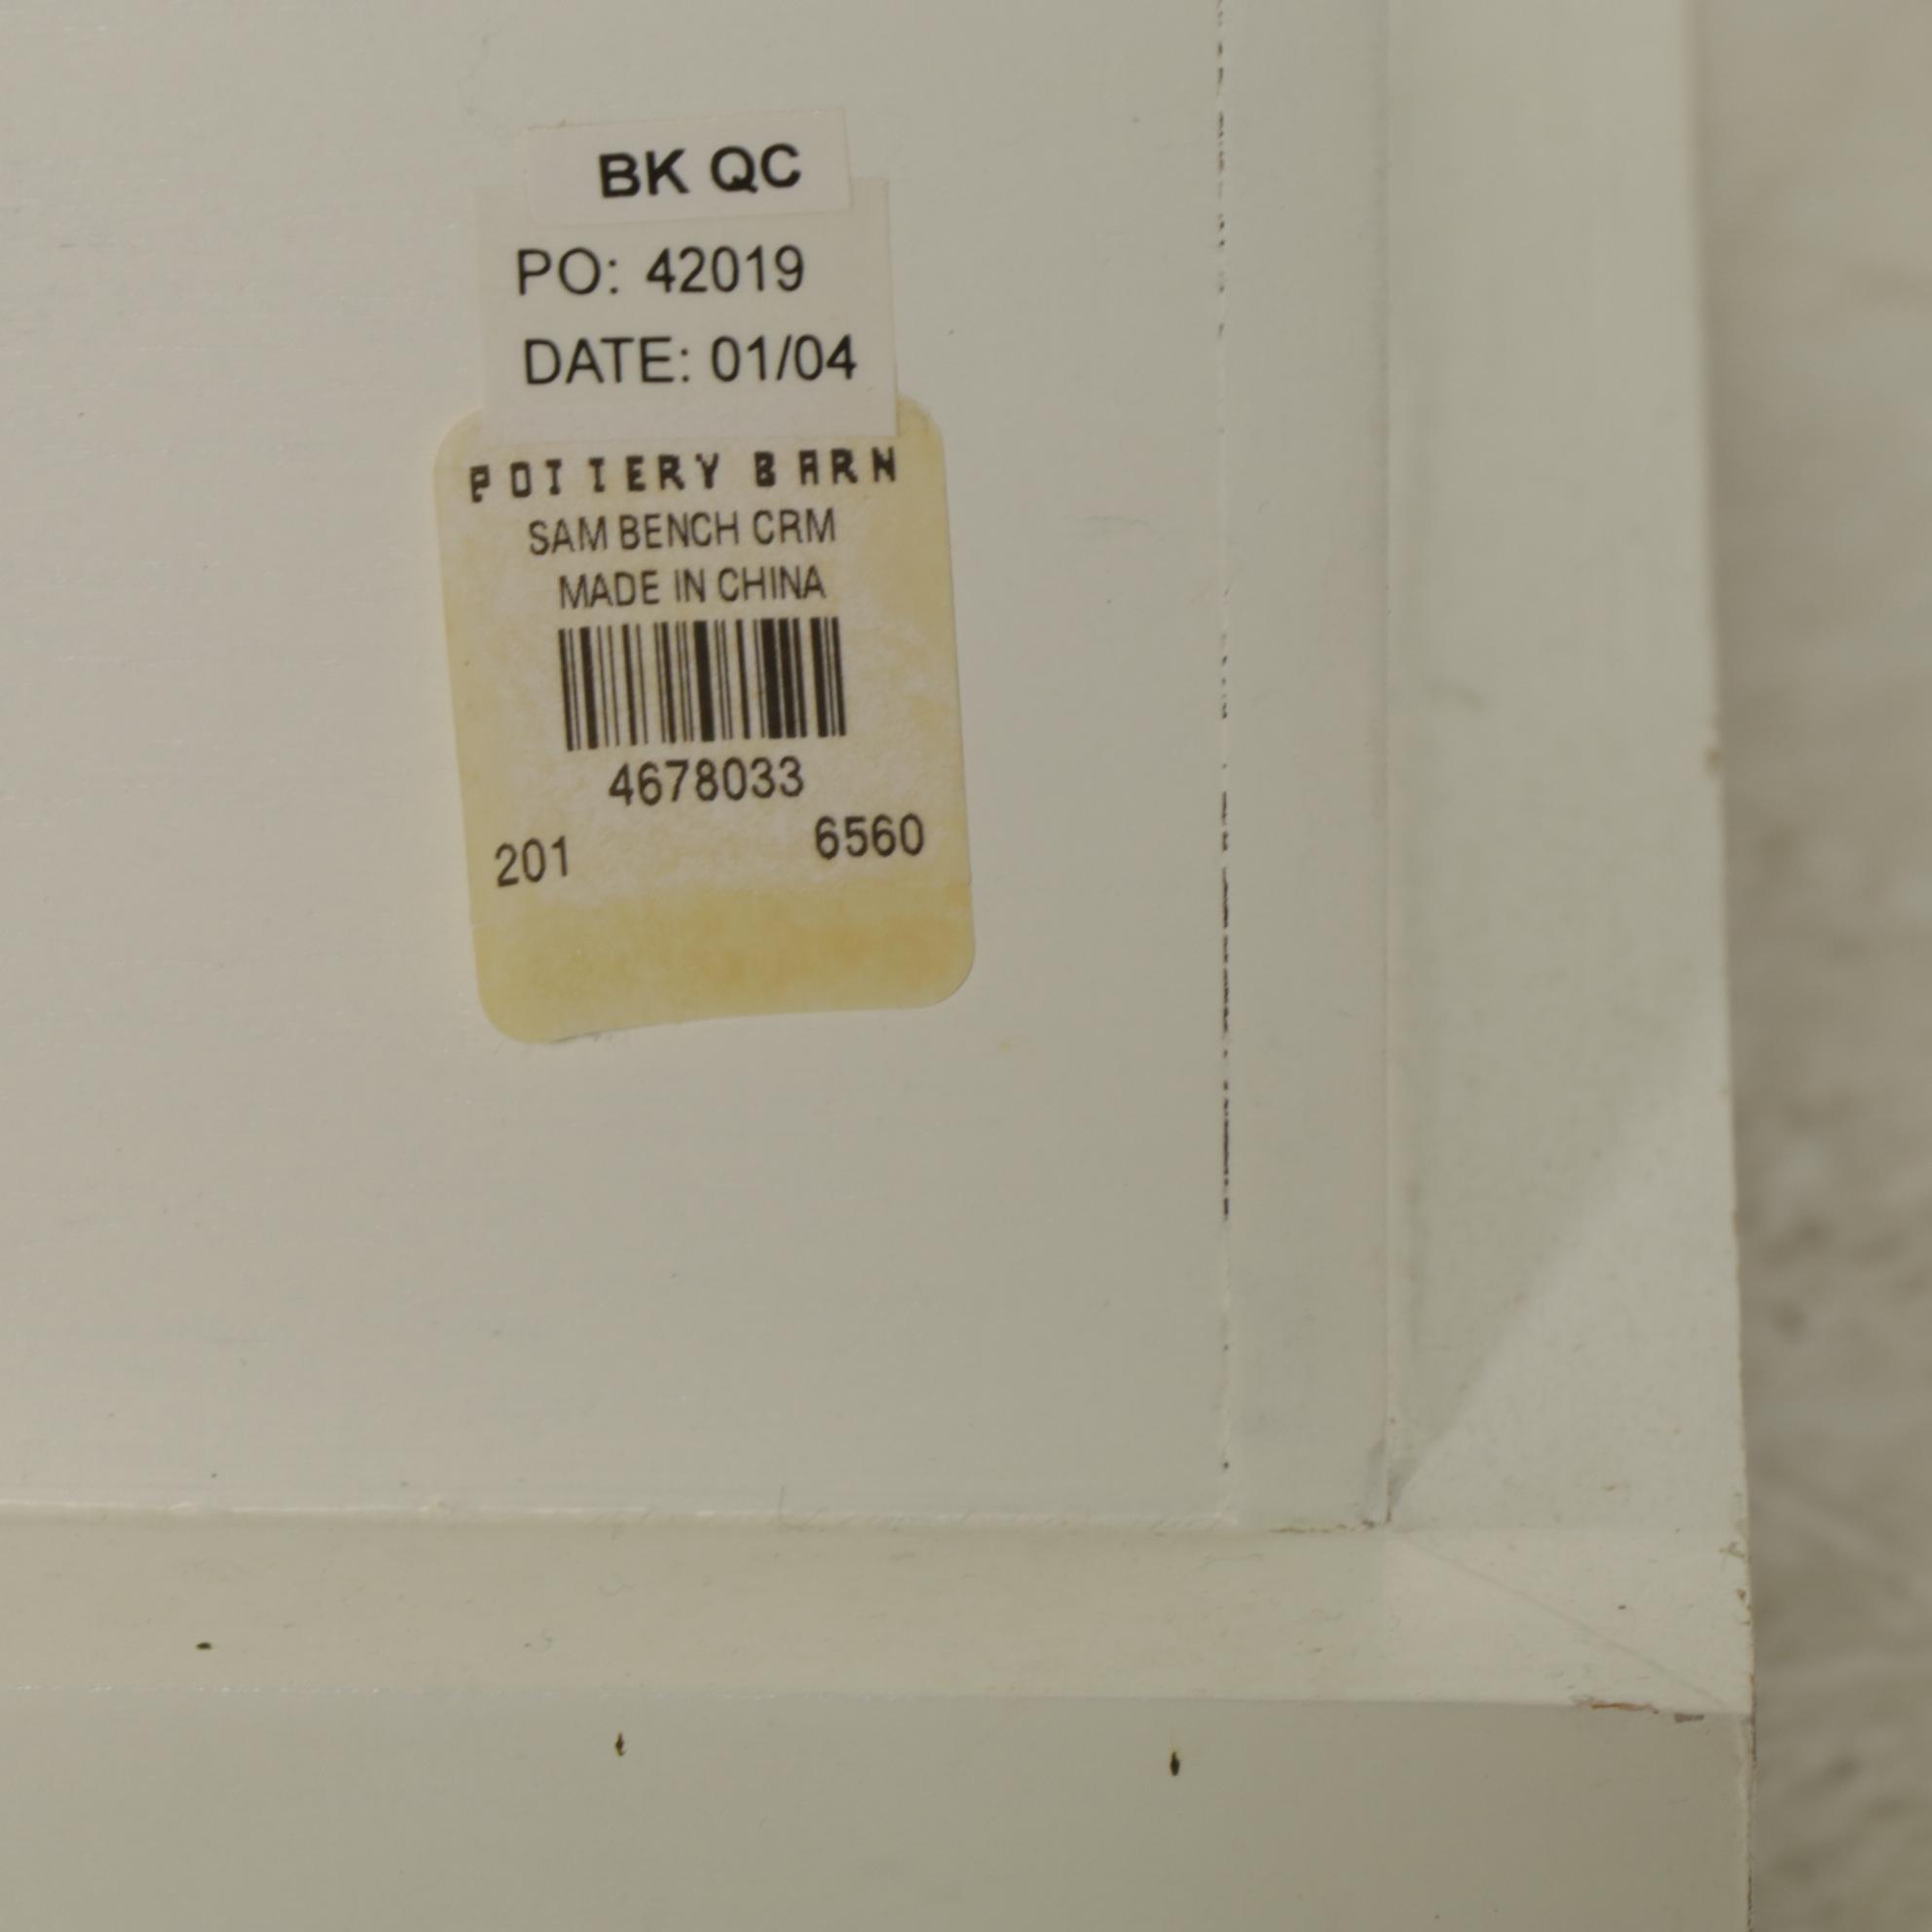 BK QC
PO: 42019
DATE: 01/04
POTTERY BARN
SAM BENCH CRM
MADE IN CHINA
4678033
201 6560